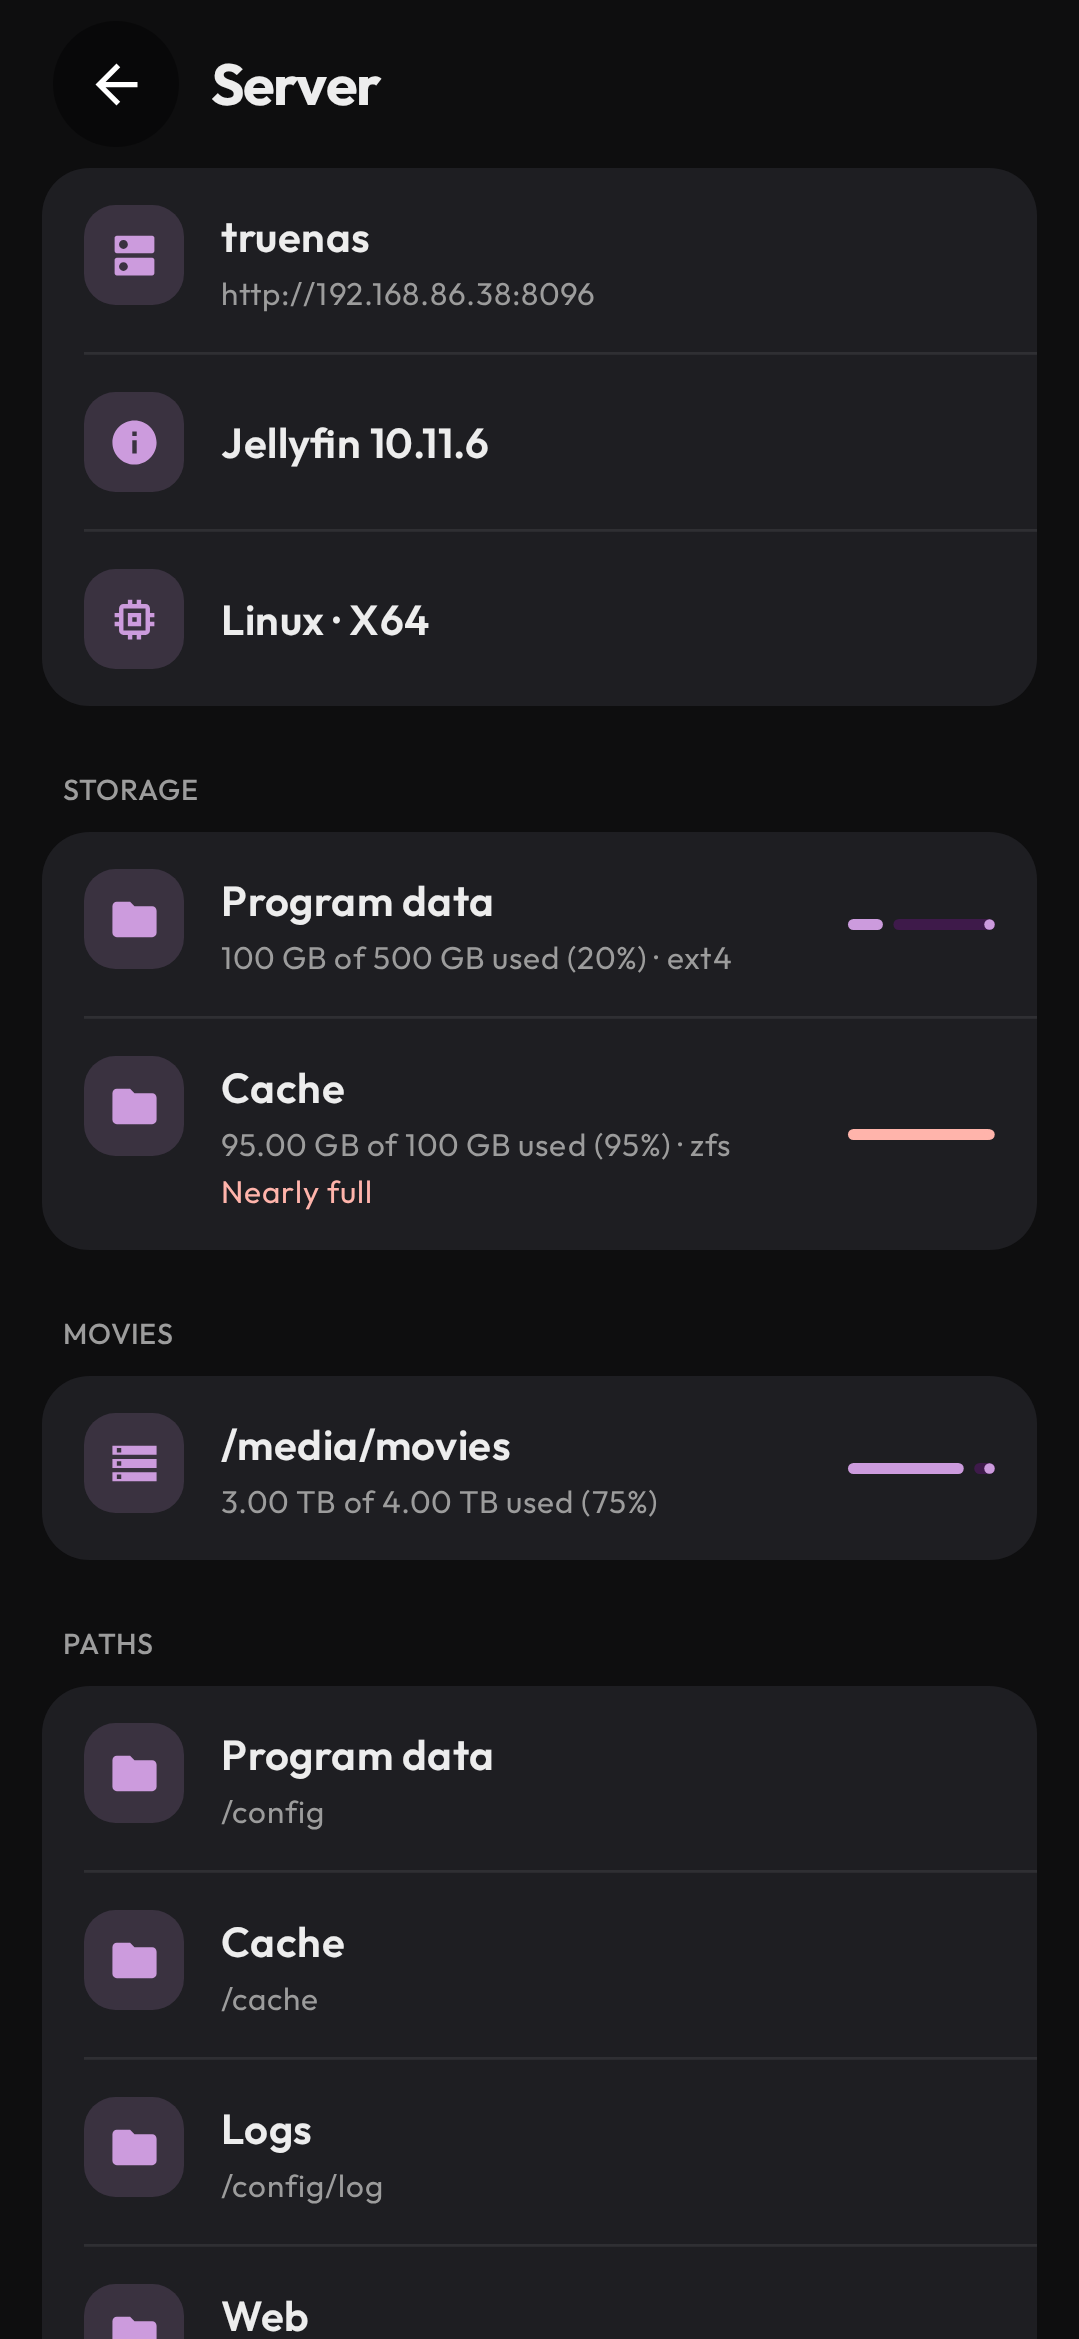 Server
truenas
http://192.168.86.38:8096
Jellyfin 10.11.6
Linux · X64
STORAGE
Program data
100 GB of 500 GB used (20%) · ext4
Cache
95.00 GB of 100 GB used (95%) · zfs
Nearly full
MOVIES
/media/movies
3.00 TB of 4.00 TB used (75%)
PATHS
Program data
/config
Cache
/cache
Logs
/config/log
Web